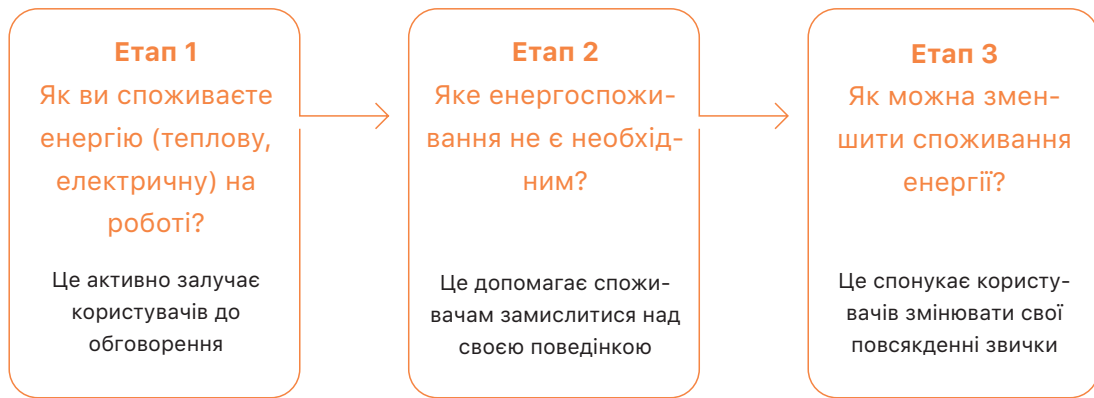 Етап 1
Як ви споживаєте
енергію (теплову,
електричну) на
роботі?
Це активно залучає
користувачів до
обговорення
Етап 2
Яке енергоспожи-
вання не є необхід-
ним?
Це допомагає спожи-
вачам замислитися над
своєю поведінкою
Етап 3
Як можна змен-
шити споживання
енергії?
Це спонукає користу-
вачів змінювати свої
повсякденні звички